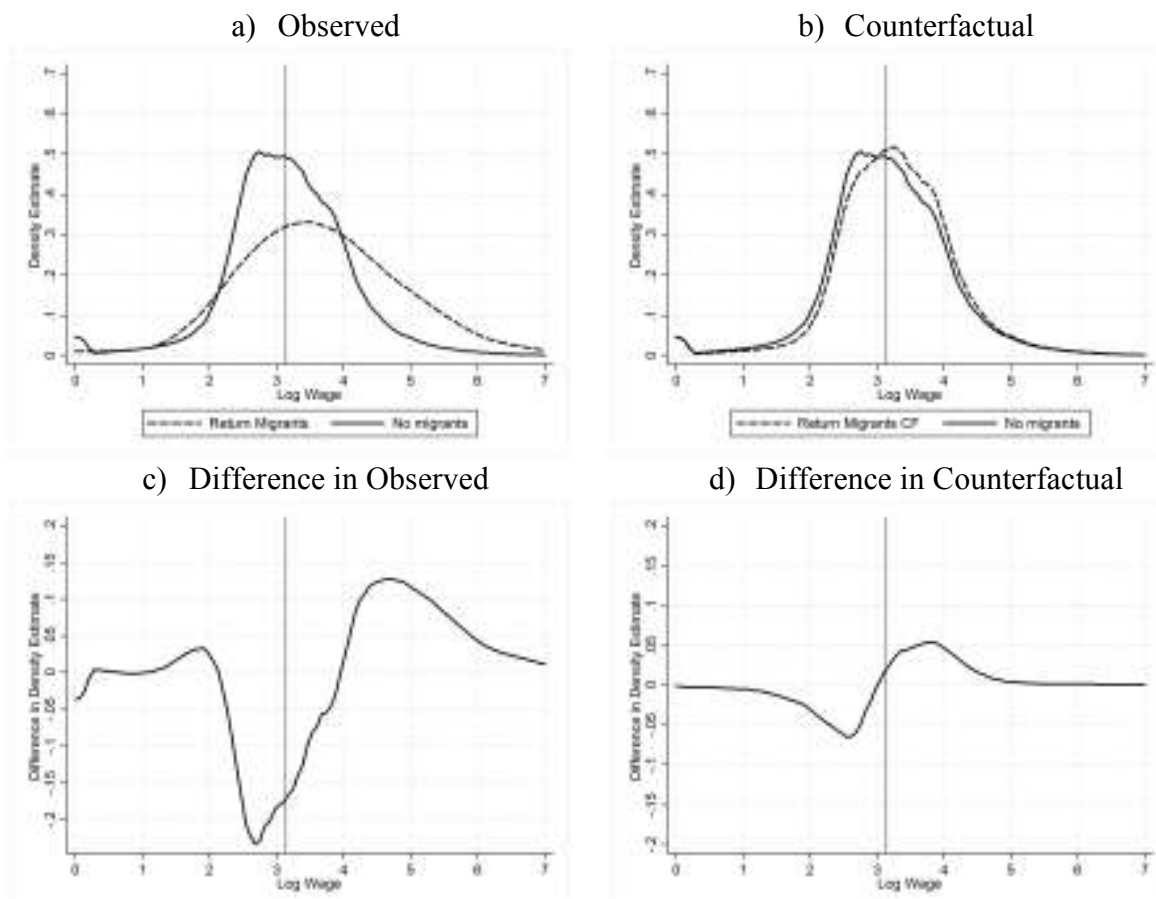 a) Observed
b) Counterfactual
Density Estimate
0 .1 .2 .3 .4 .5 .6 .7
0 1 2 3 4 5 6 7
Log Wage
Return Migrants No migrants
Density Estimate
0 .1 .2 .3 .4 .5 .6 .7
0 1 2 3 4 5 6 7
Log Wage
Return Migrants CF No migrants
c) Difference in Observed
d) Difference in Counterfactual
Difference in Density Estimate
-.2 -.15 -.1 -.05 0 .05 .1 .15 .2
0 1 2 3 4 5 6 7
Log Wage
Difference in Density Estimate
-.2 -.15 -.1 -.05 0 .05 .1 .15 .2
0 1 2 3 4 5 6 7
Log Wage